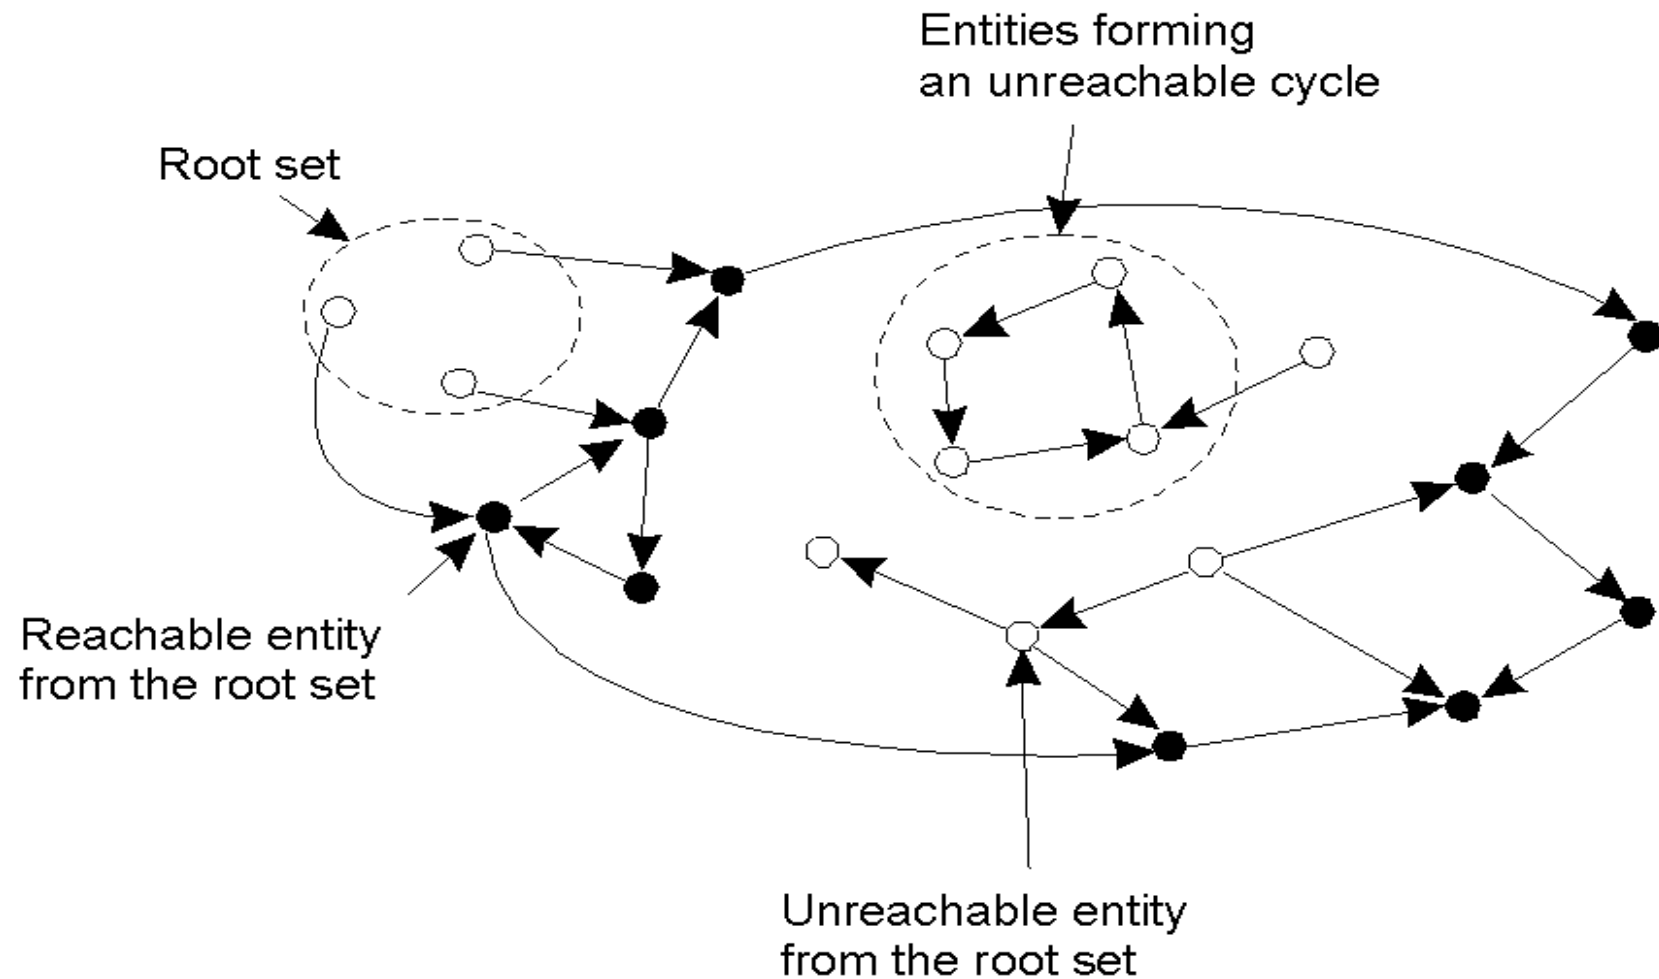 Entities forming
an unreachable cycle
Root set
Reachable entity
from the root set
Unreachable entity
from the root set